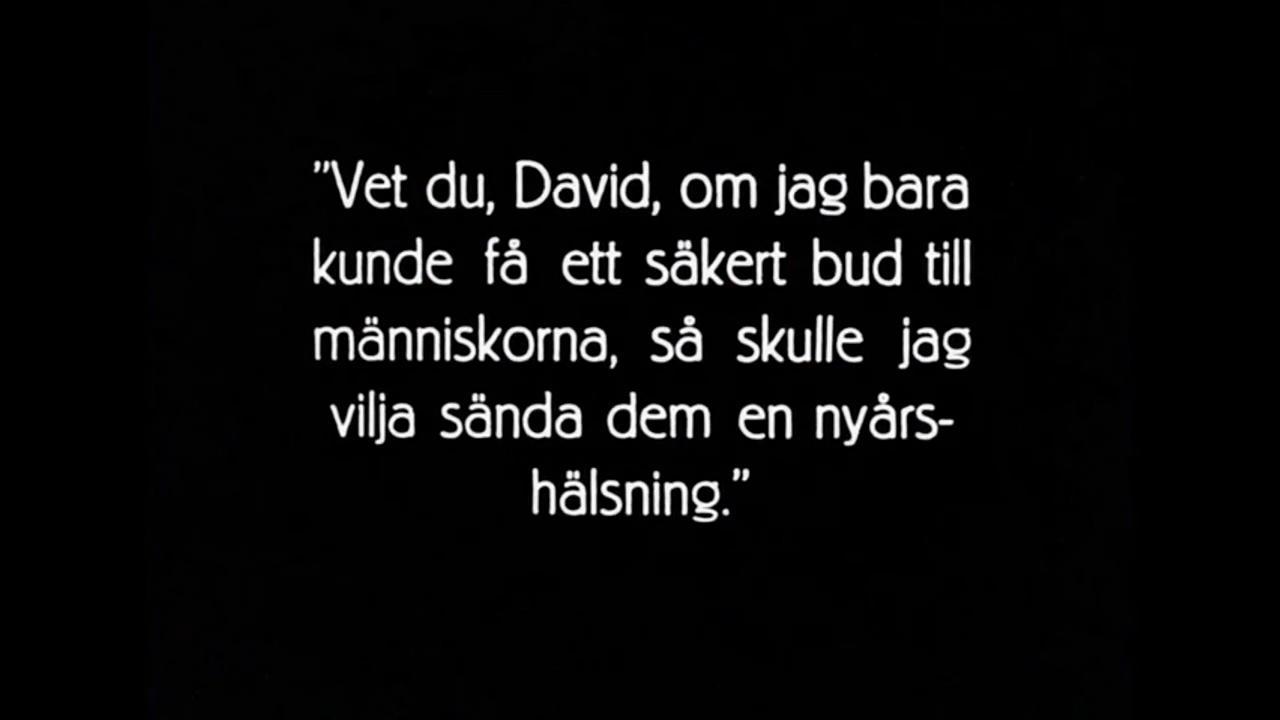 ”Vet du, David, om jag bara
kunde få ett säkert bud till
människorna, så skulle jag
vilja sända dem en nyårs-
hälsning.”